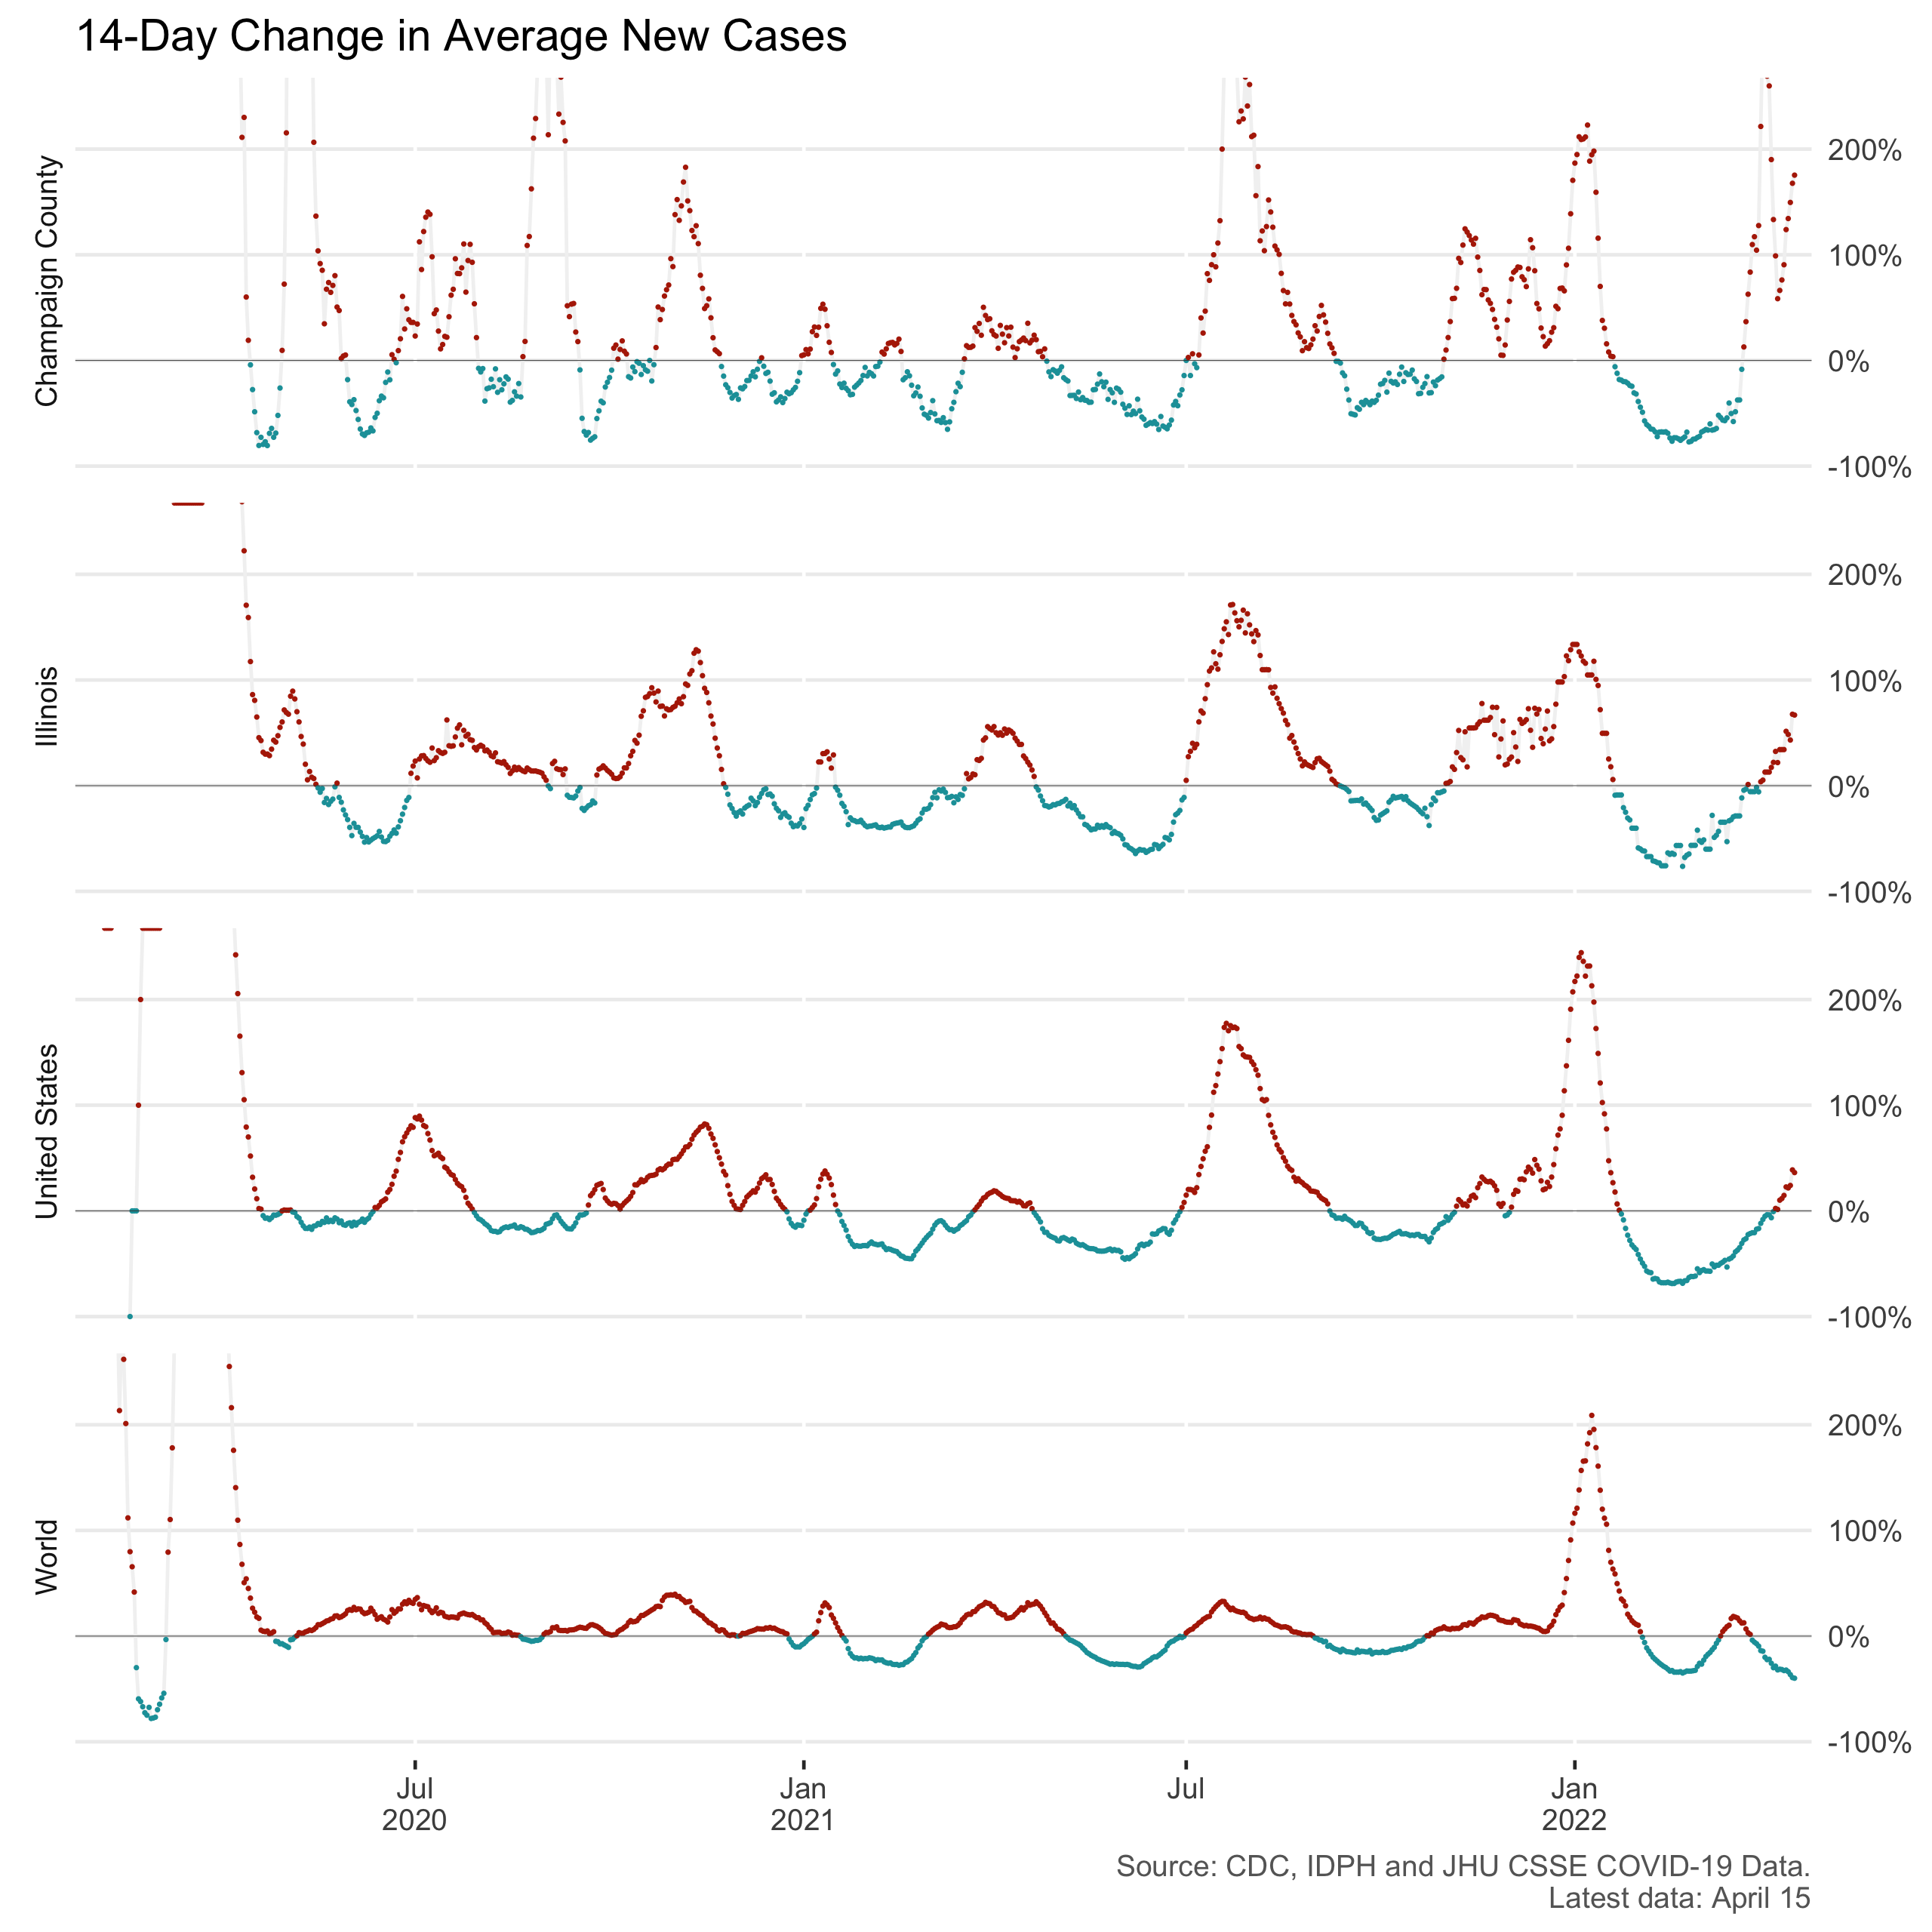 14-Day Change in Average New Cases
Champaign County
200%
100%
0%
-100%
Illinois
200%
100%
0%
-100%
United States
200%
100%
0%
-100%
World
200%
100%
0%
-100%
Jul
2020
Jan
2021
Jul
Jan
2022
Source: CDC, IDPH and JHU CSSE COVID-19 Data.
Latest data: April 15